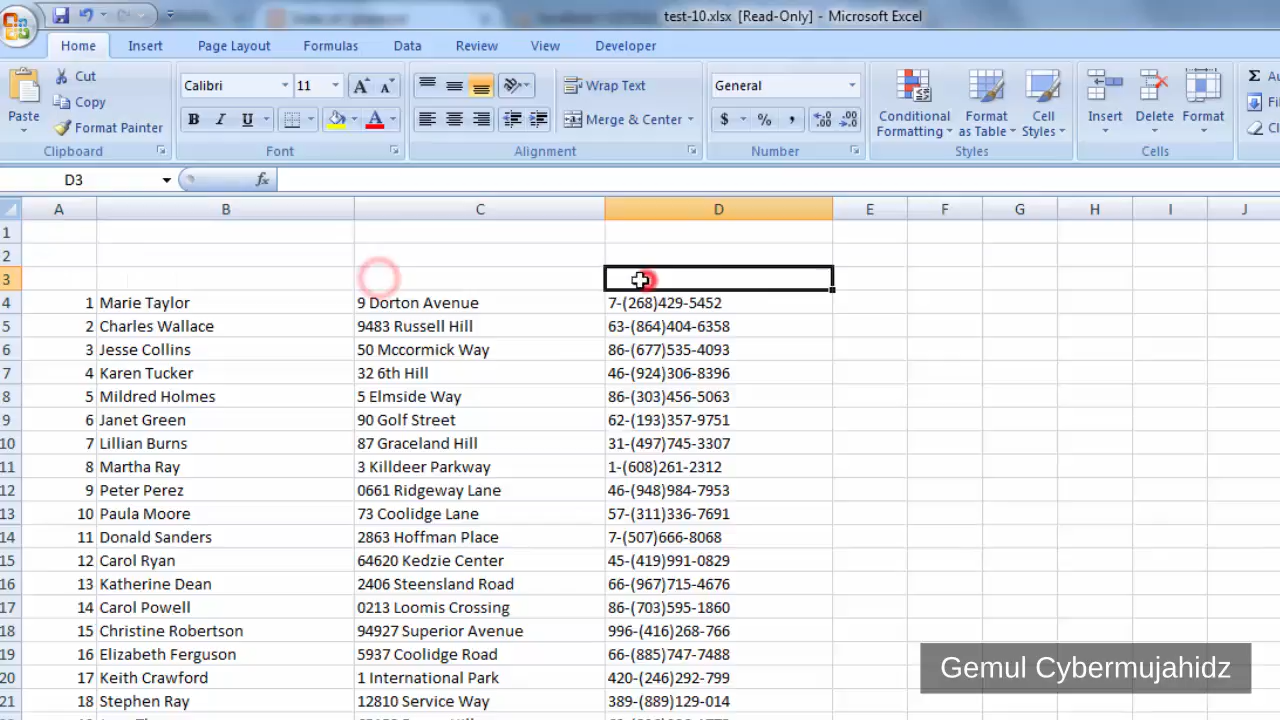 test-10.xlsx [Read-Only] - Microsoft Excel
Home Insert Page Layout Formulas Data Review View Developer
Paste Cut Copy Format Painter
Calibri 11
Wrap Text Merge & Center
General
Conditional Formatting Format as Table Cell Styles
Insert Delete Format
Clipboard Font Alignment Number Styles Cells
D3 fx
A B C D E F G H I J
1
2
3
4 1 Marie Taylor 9 Dorton Avenue 7-(268)429-5452
5 2 Charles Wallace 9483 Russell Hill 63-(864)404-6358
6 3 Jesse Collins 50 Mccormick Way 86-(677)535-4093
7 4 Karen Tucker 32 6th Hill 46-(924)306-8396
8 5 Mildred Holmes 5 Elmside Way 86-(303)456-5063
9 6 Janet Green 90 Golf Street 62-(193)357-9751
10 7 Lillian Burns 87 Graceland Hill 31-(497)745-3307
11 8 Martha Ray 3 Killdeer Parkway 1-(608)261-2312
12 9 Peter Perez 0661 Ridgeway Lane 46-(948)984-7953
13 10 Paula Moore 73 Coolidge Lane 57-(311)336-7691
14 11 Donald Sanders 2863 Hoffman Place 7-(507)666-8068
15 12 Carol Ryan 64620 Kedzie Center 45-(419)991-0829
16 13 Katherine Dean 2406 Steensland Road 66-(967)715-4676
17 14 Carol Powell 0213 Loomis Crossing 86-(703)595-1860
18 15 Christine Robertson 94927 Superior Avenue 996-(416)268-766
19 16 Elizabeth Ferguson 5937 Coolidge Road 66-(885)747-7488
20 17 Keith Crawford 1 International Park 420-(246)292-799
21 18 Stephen Ray 12810 Service Way 389-(889)129-014
Gemul Cybermujahidz